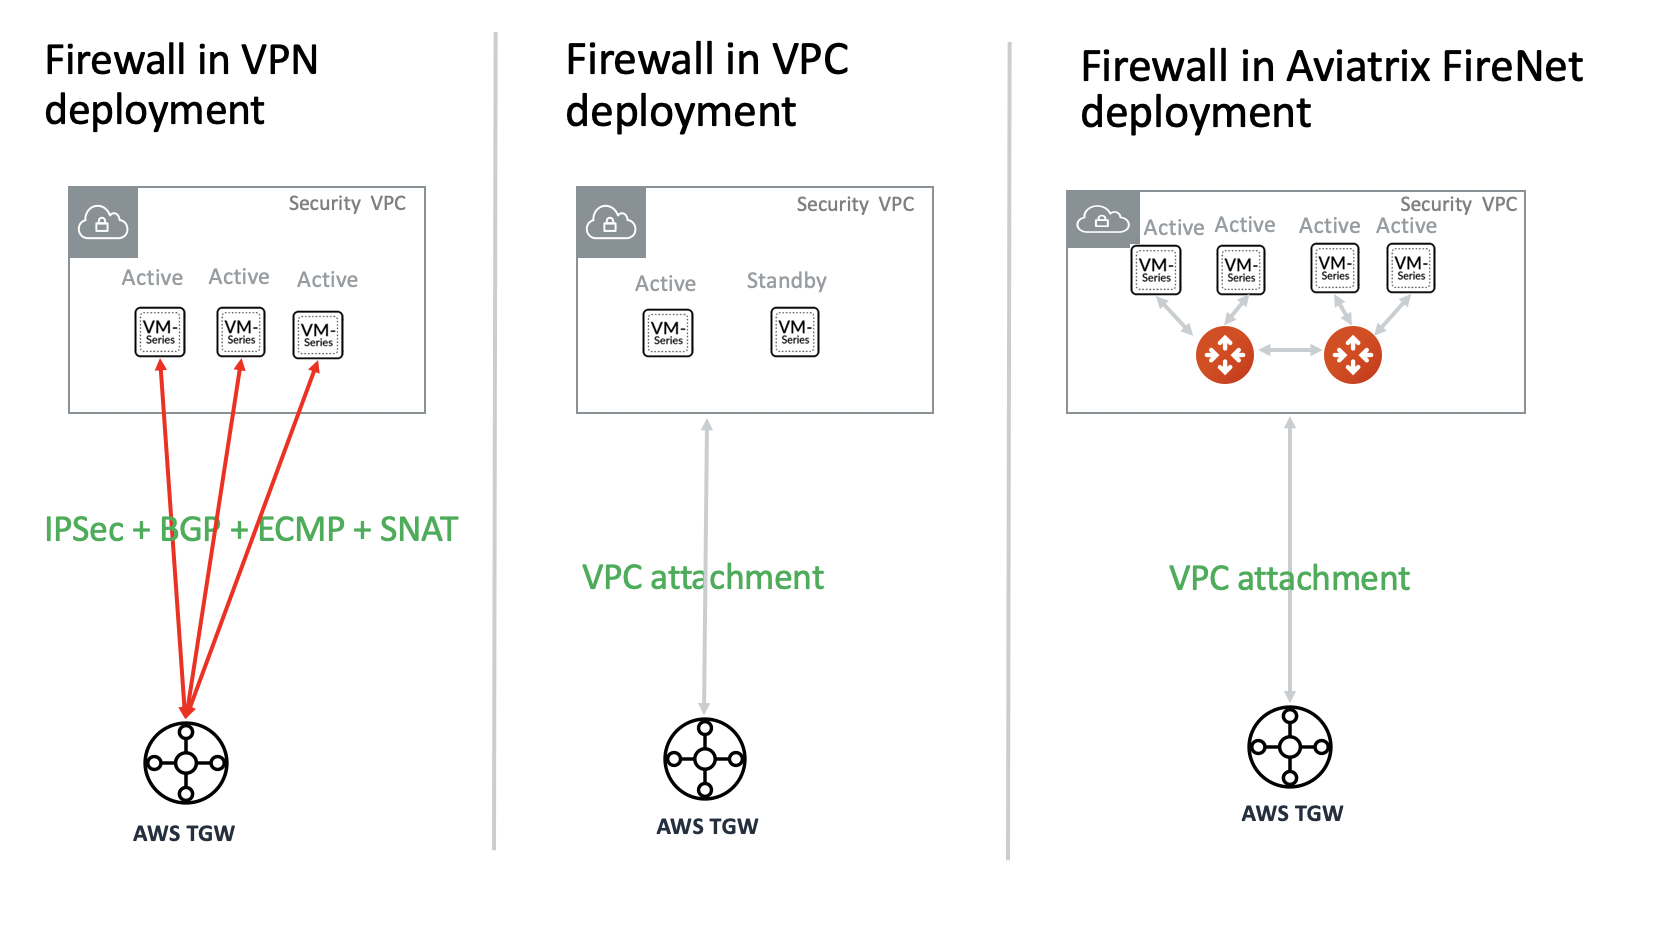 Firewall in VPN
deployment
Security VPC
Active
Active
Active
VM-
Series
VM-
Series
VM-
Series
IPSec + BGP + ECMP + SNAT
AWS TGW
Firewall in VPC
deployment
Security VPC
Active
Standby
VM-
Series
VM-
Series
VPC attachment
AWS TGW
Firewall in Aviatrix FireNet
deployment
Security VPC
Active
Active
Active
Active
VM-
Series
VM-
Series
VM-
Series
VM-
Series
VPC attachment
AWS TGW